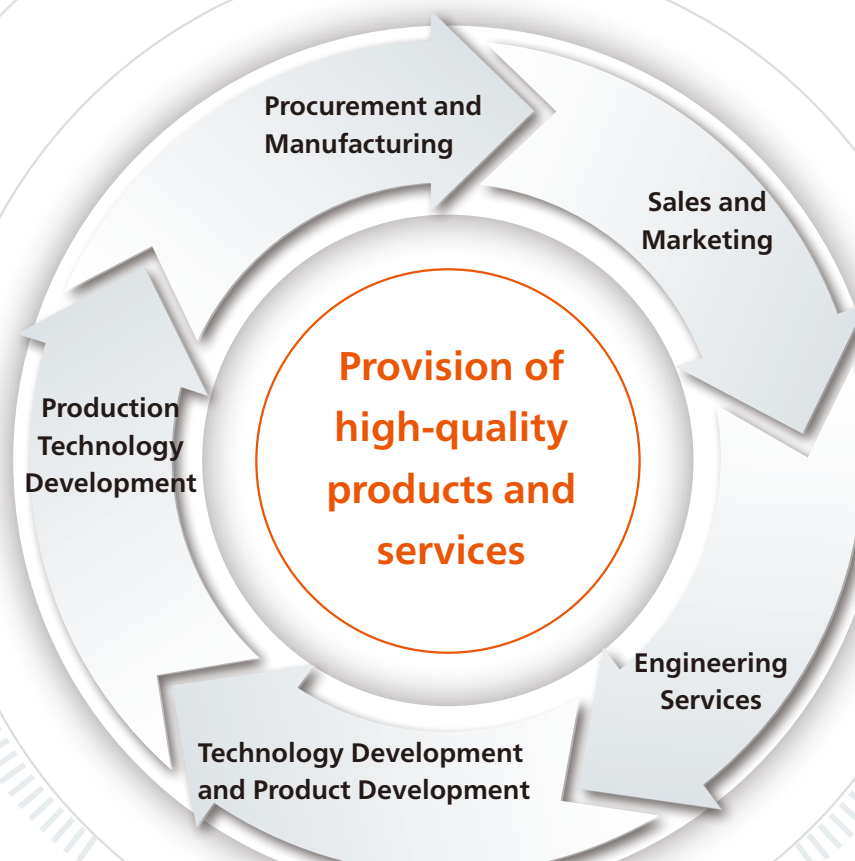 Procurement and
Manufacturing
Sales and
Marketing
Provision of
high-quality
products and
services
Production
Technology
Development
Engineering
Services
Technology Development
and Product Development